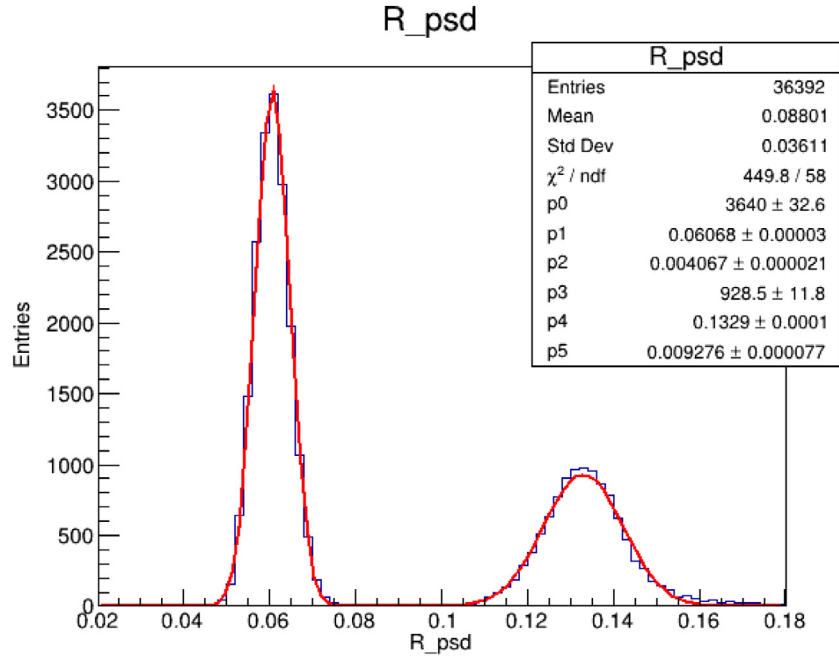 R_psd
R_psd
Entries 36392
Mean 0.08801
Std Dev 0.03611
χ² / ndf 449.8 / 58
p0 3640 ± 32.6
p1 0.06068 ± 0.00003
p2 0.004067 ± 0.000021
p3 928.5 ± 11.8
p4 0.1329 ± 0.0001
p5 0.009276 ± 0.000077
Entries
3500
3000
2500
2000
1500
1000
500
0
0.02 0.04 0.06 0.08 0.1 0.12 0.14 0.16 0.18
R_psd